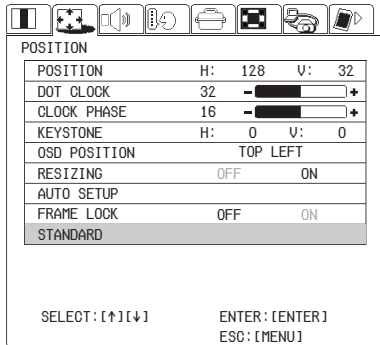 POSITION
POSITION H: 128 V: 32
DOT CLOCK 32 - +
CLOCK PHASE 16 - +
KEYSTONE H: 0 V: 0
OSD POSITION TOP LEFT
RESIZING OFF ON
AUTO SETUP
FRAME LOCK OFF ON
STANDARD
SELECT:[↑][↓] ENTER:[ENTER]
ESC:[MENU]